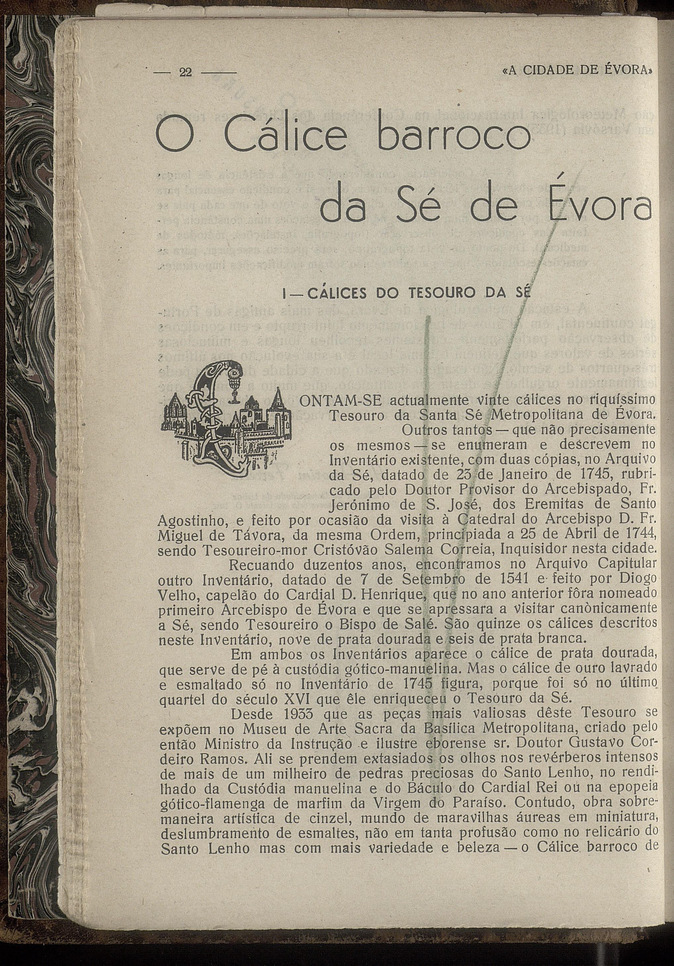 — 22 —
«A CIDADE DE ÉVORA»
O Cálice barroco
da Sé de Évora
I — CÁLICES DO TESOURO DA SÉ
CONTAM-SE actualmente vinte cálices no riquíssimo
Tesouro da Santa Sé Metropolitana de Évora.
Outros tantos — que não precisamente
os mesmos — se enumeram e descrevem no
Inventário existente, com duas cópias, no Arquivo
da Sé, datado de 23 de Janeiro de 1745, rubri-
cado pelo Doutor Provisor do Arcebispado, Fr.
Jerónimo de S. José, dos Eremitas de Santo
Agostinho, e feito por ocasião da visita à Catedral do Arcebispo D. Fr.
Miguel de Távora, da mesma Ordem, principiada a 25 de Abril de 1744,
sendo Tesoureiro-mor Cristóvão Salema Correia, Inquisidor nesta cidade.
Recuando duzentos anos, encontramos no Arquivo Capitular
outro Inventário, datado de 7 de Setembro de 1541 e feito por Diogo
Velho, capelão do Cardial D. Henrique, que no ano anterior fôra nomeado
primeiro Arcebispo de Évora e que se apressara a visitar canònicamente
a Sé, sendo Tesoureiro o Bispo de Salé. São quinze os cálices descritos
neste Inventário, nove de prata dourada e seis de prata branca.
Em ambos os Inventários aparece o cálice de prata dourada,
que serve de pé à custódia gótico-manuelina. Mas o cálice de ouro lavrado
e esmaltado só no Inventário de 1745 figura, porque foi só no último
quartel do século XVI que êle enriqueceu o Tesouro da Sé.
Desde 1933 que as peças mais valiosas dêste Tesouro se
expõem no Museu de Arte Sacra da Basílica Metropolitana, criado pelo
então Ministro da Instrução e ilustre eborense sr. Doutor Gustavo Cor-
deiro Ramos. Ali se prendem extasiados os olhos nos revérberos intensos
de mais de um milheiro de pedras preciosas do Santo Lenho, no rendi-
lhado da Custódia manuelina e do Báculo do Cardial Rei ou na epopeia
gótico-flamenga de marfim da Virgem do Paraíso. Contudo, obra sobre-
maneira artística de cinzel, mundo de maravilhas áureas em miniatura,
deslumbramento de esmaltes, não em tanta profusão como no relicário do
Santo Lenho mas com mais variedade e beleza — o Cálice barroco de